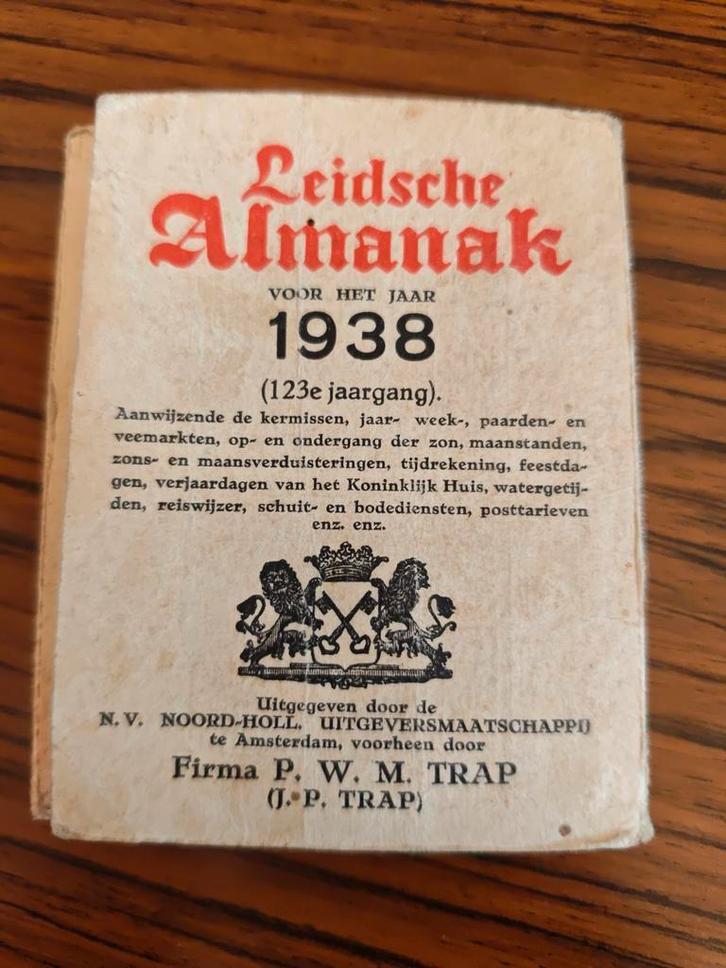 Leidsche
Almanak
VOOR HET JAAR
1938
(123e jaargang).
Aanwijzende de kermissen, jaar- week-, paarden- en
veemarkten, op- en ondergang der zon, maanstanden,
zons- en maansverduisteringen, tijdrekening, feestda-
gen, verjaardagen van het Koninklijk Huis, watergetij-
den, reiswijzer, schuit- en bodediensten, posttarieven
enz. enz.
Uitgegeven door de
N.V. NOORD-HOLL. UITGEVERSMAATSCHAPPIJ
te Amsterdam, voorheen door
Firma P. W. M. TRAP
(J. P. TRAP)